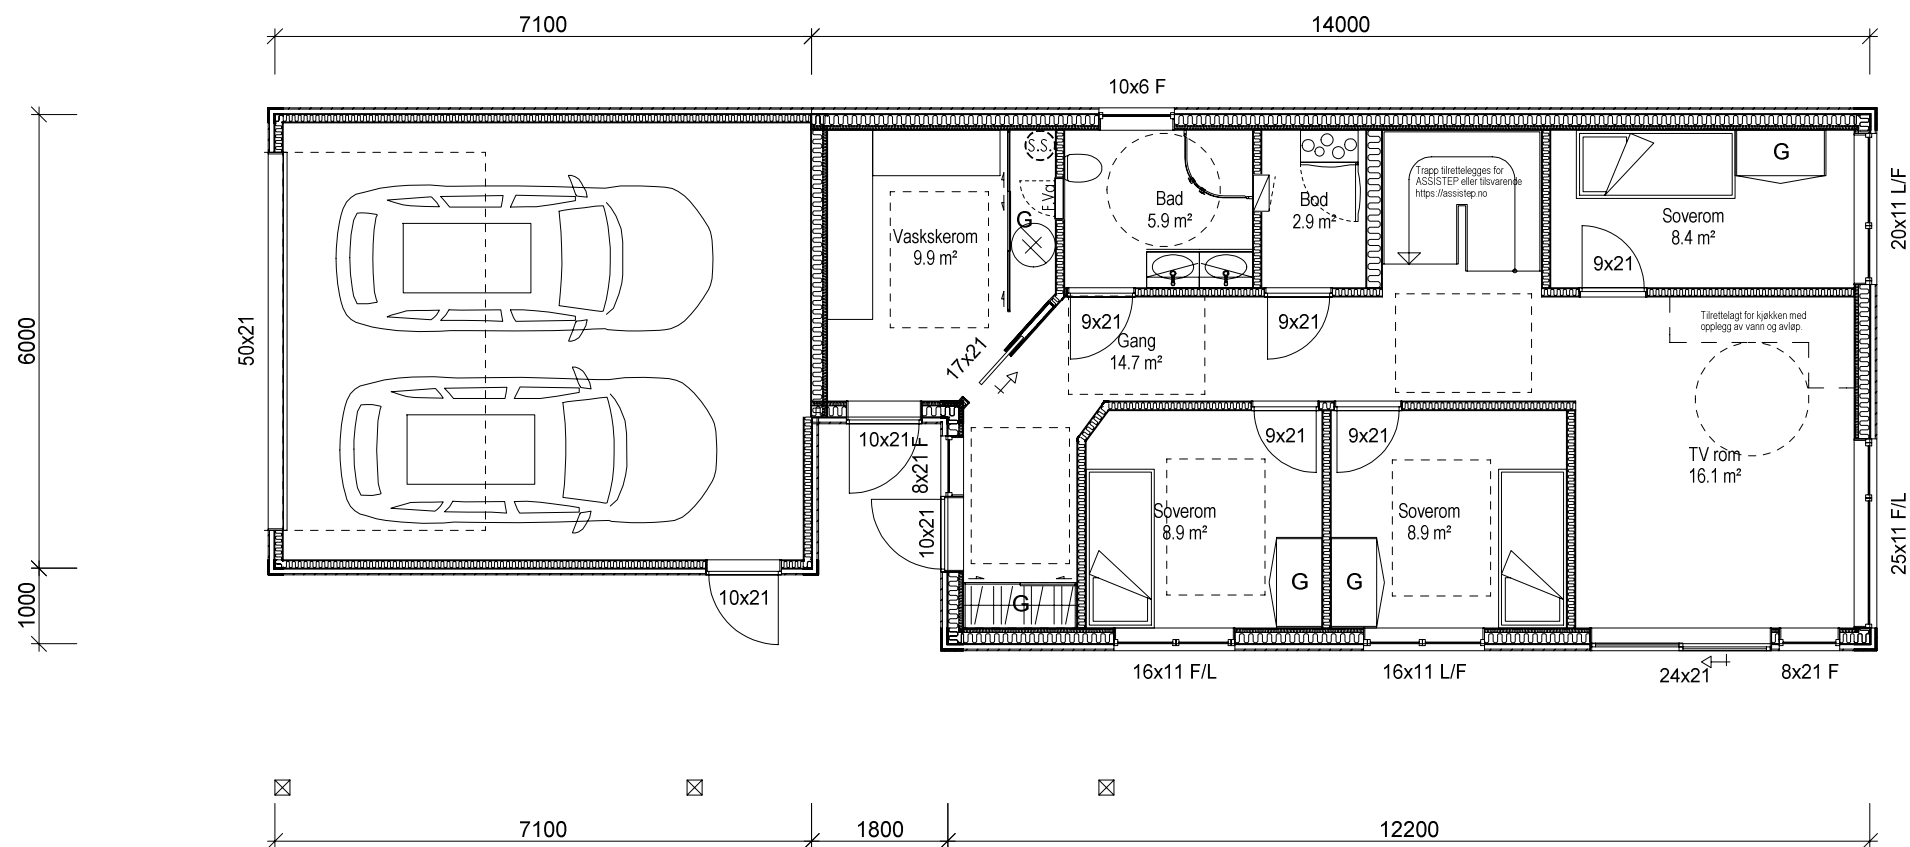 7100
14000
10x6 F
6000
1000
50x21
S.S.
F.Vg
G
Vaskskerom
9.9 m²
Bad
5.9 m²
Bod
2.9 m²
Trapp tilrettelegges for
ASSISTEP eller tilsvarende
https://assistep.no
G
Soverom
8.4 m²
9x21
20x11 L/F
17x21
9x21
Gang
14.7 m²
9x21
Tilrettelagt for kjøkken med
opplegg av vann og avløp.
10x21
8x21 F
10x21
9x21
9x21
TV rom
16.1 m²
Soverom
8.9 m²
Soverom
8.9 m²
25x11 F/L
10x21
G
G
G
16x11 F/L
16x11 L/F
24x21
8x21 F
7100
1800
12200